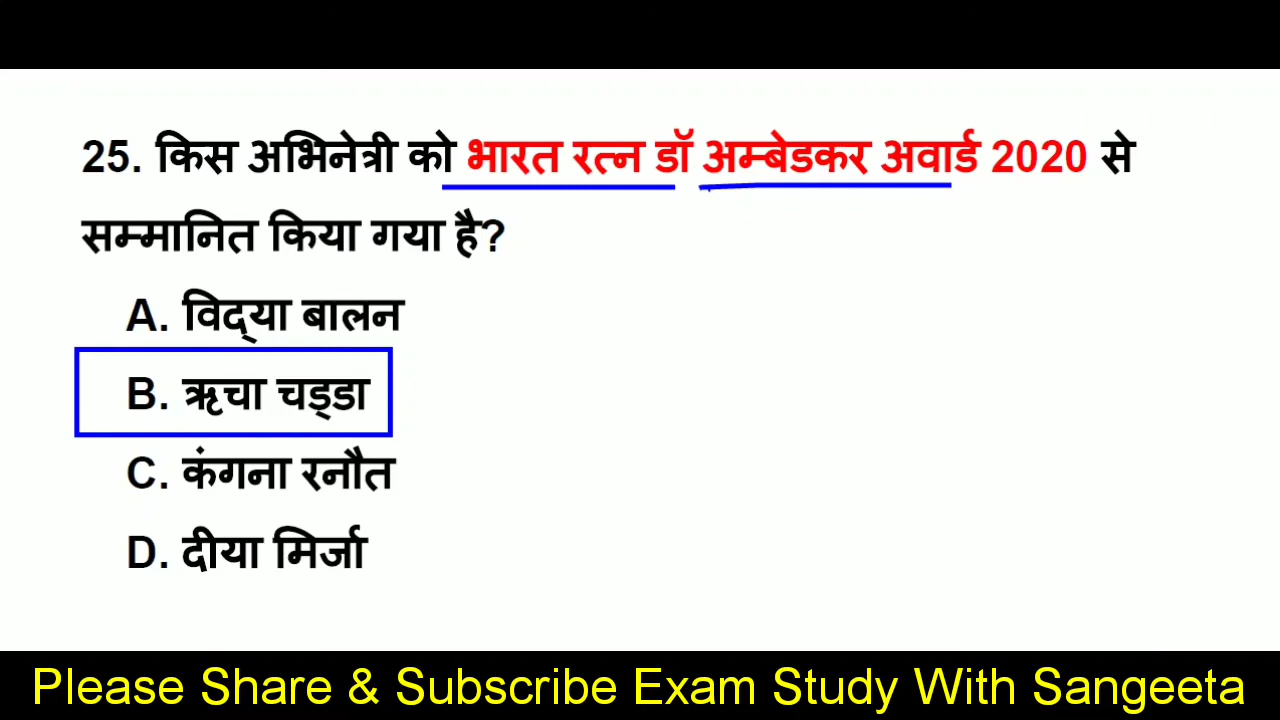 25. किस अभिनेत्री को भारत रत्न डॉ अम्बेडकर अवार्ड 2020 से
सम्मानित किया गया है?
A. विद्या बालन
B. ऋचा चड्डा
C. कंगना रनौत
D. दीया मिर्जा
Please Share & Subscribe Exam Study With Sangeeta